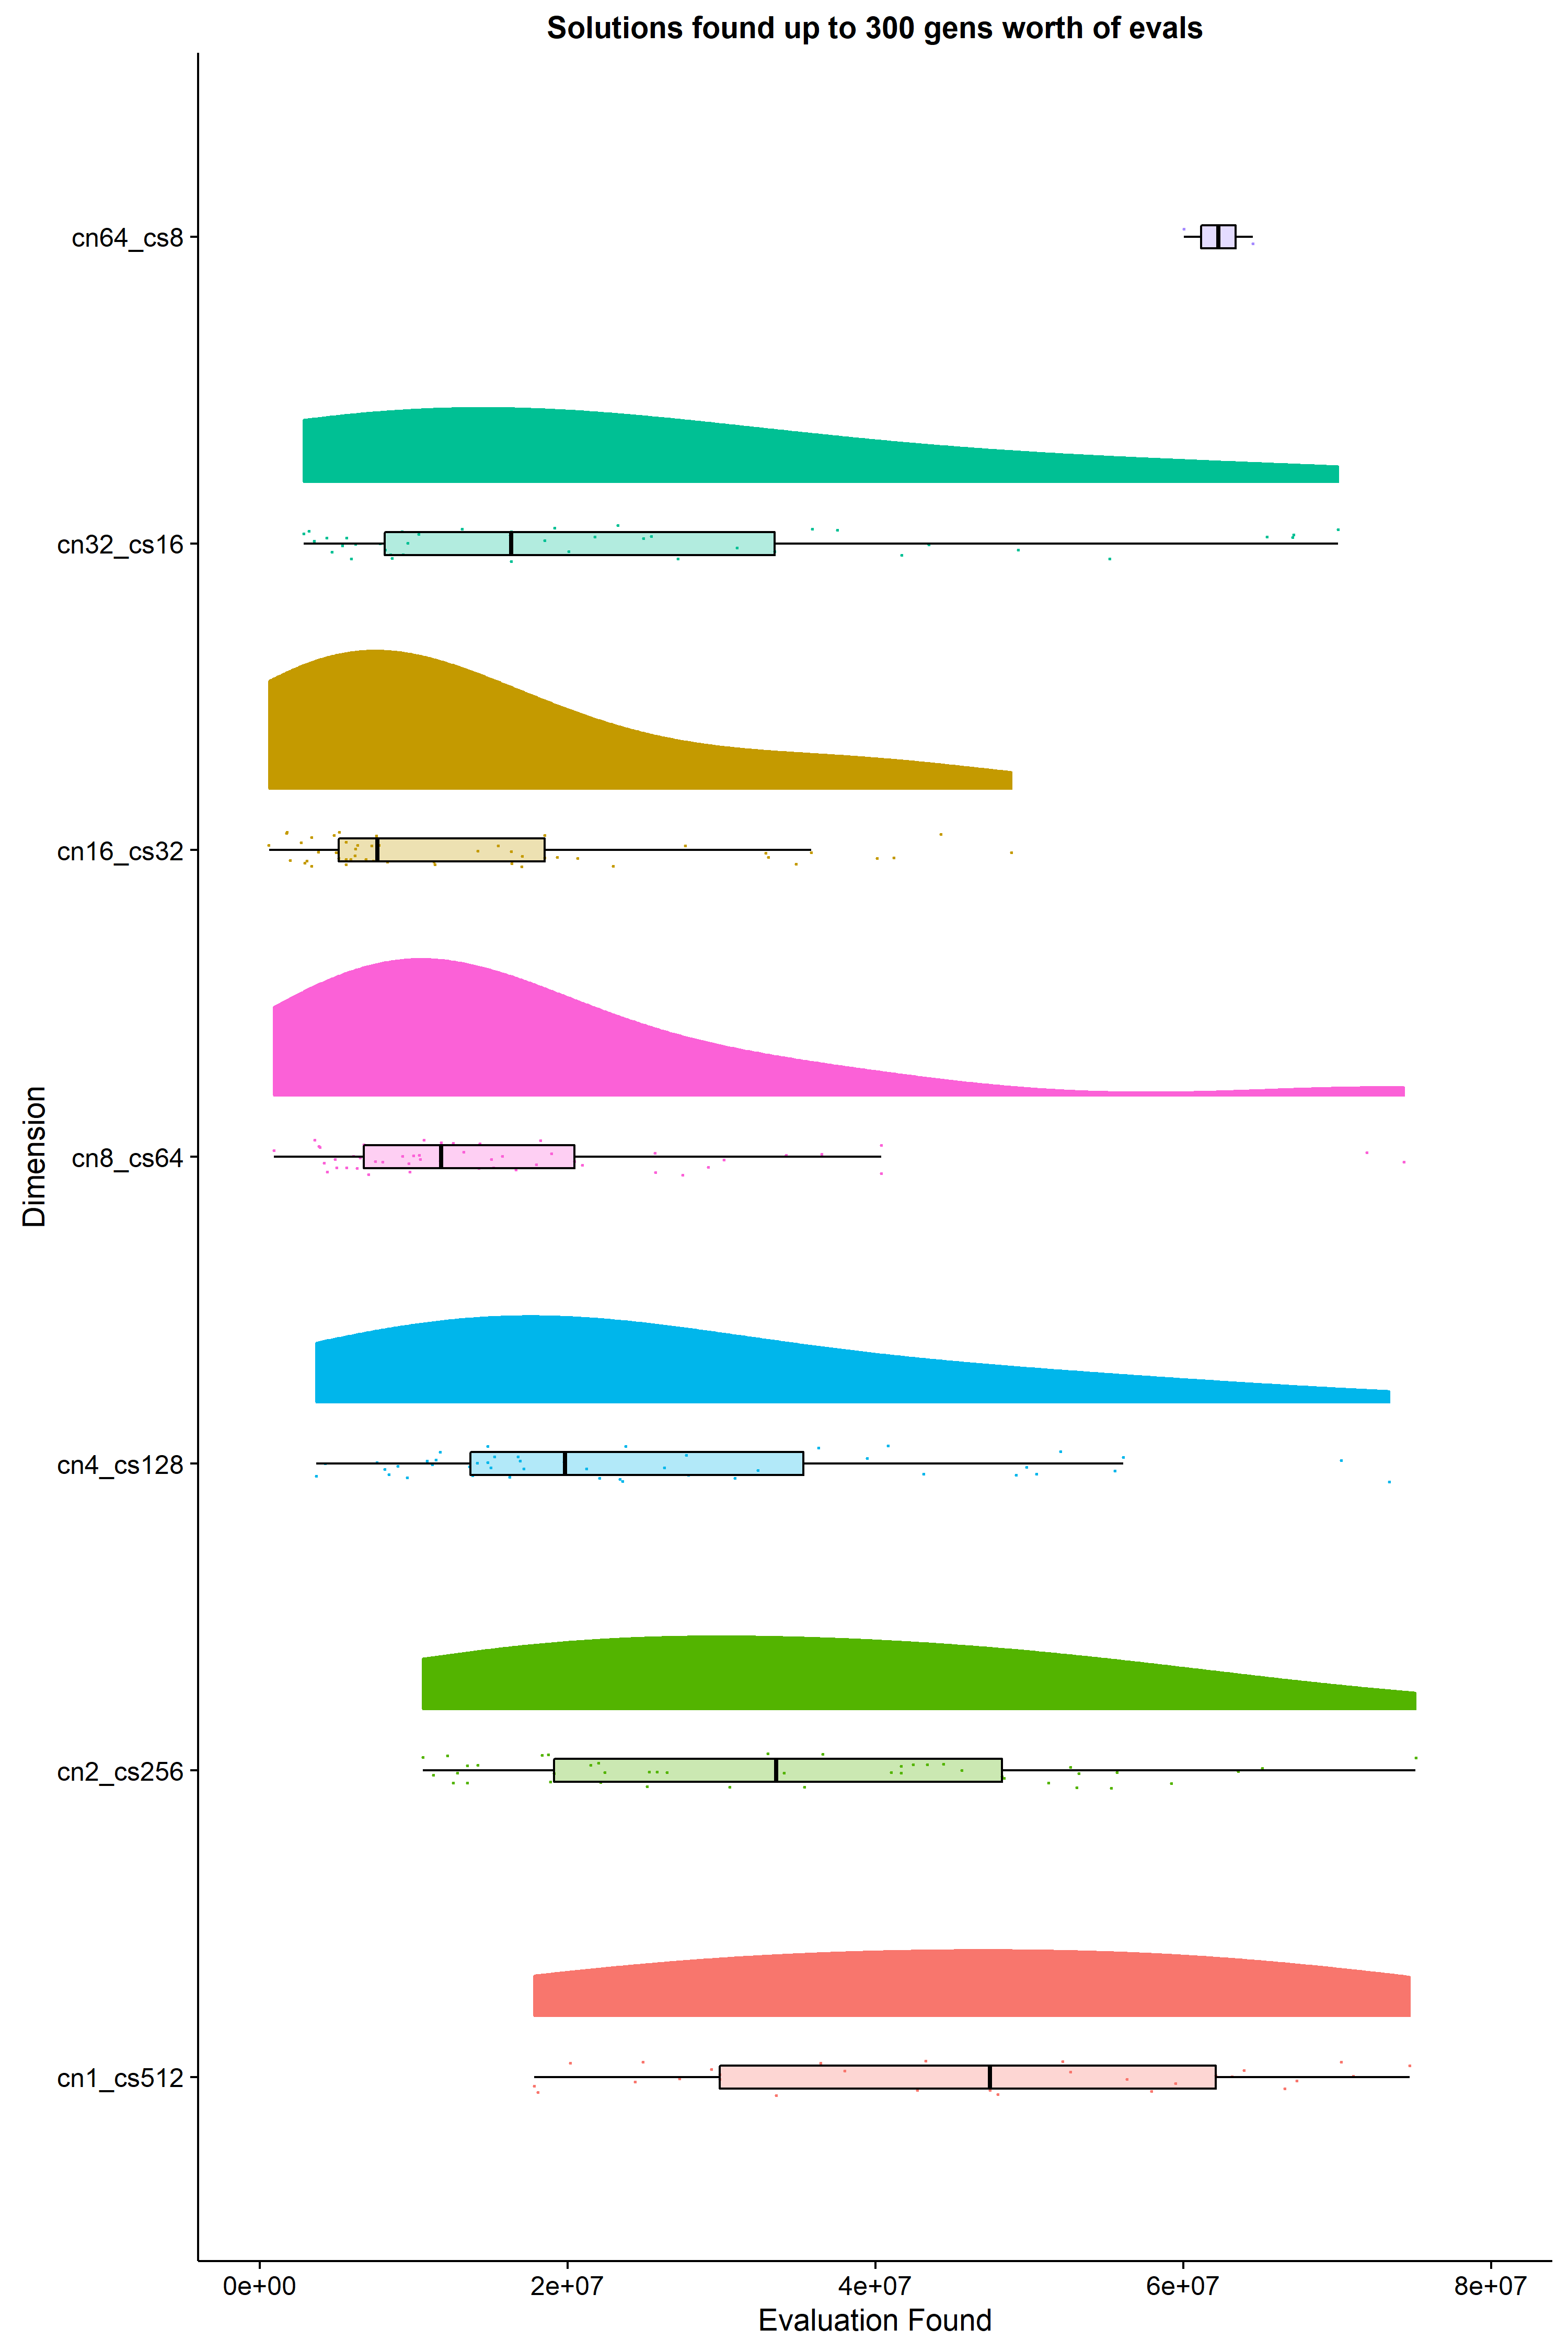 Solutions found up to 300 gens worth of evals
cn64_cs8
cn32_cs16
cn16_cs32
cn8_cs64
cn4_cs128
cn2_cs256
cn1_cs512
Dimension
0e+00 2e+07 4e+07 6e+07 8e+07
Evaluation Found